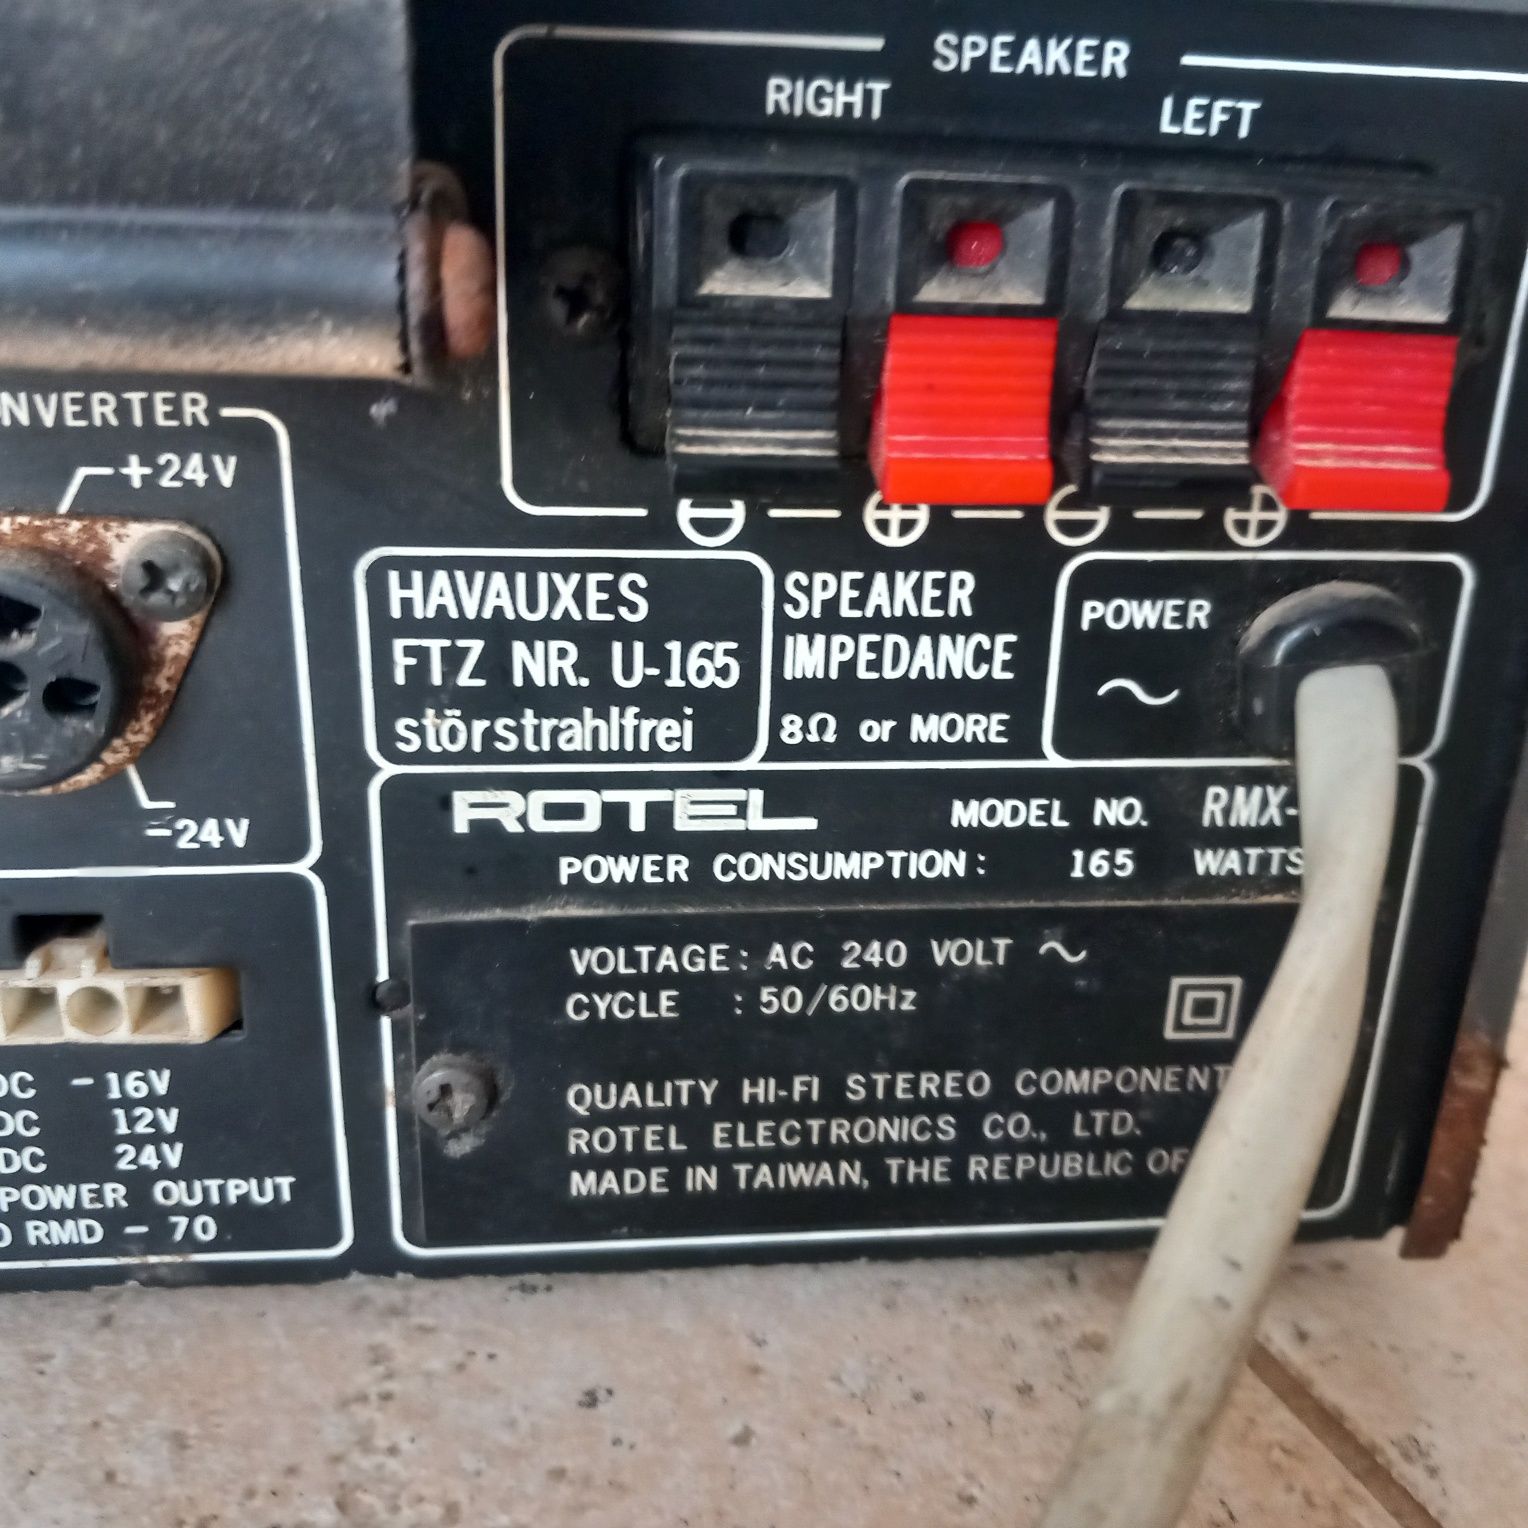 SPEAKER
RIGHT LEFT
NVERTER
+24V
-24V
HAVAUXES
FTZ NR. U-165
störstrahlfrei
SPEAKER
IMPEDANCE
8Ω or MORE
POWER
~
ROTEL MODEL NO. RMX-
POWER CONSUMPTION: 165 WATTS
VOLTAGE: AC 240 VOLT ~
CYCLE : 50/60Hz
QUALITY HI-FI STEREO COMPONENT
ROTEL ELECTRONICS CO., LTD.
MADE IN TAIWAN, THE REPUBLIC OF
DC -16V
DC 12V
DC 24V
POWER OUTPUT
RMD - 70